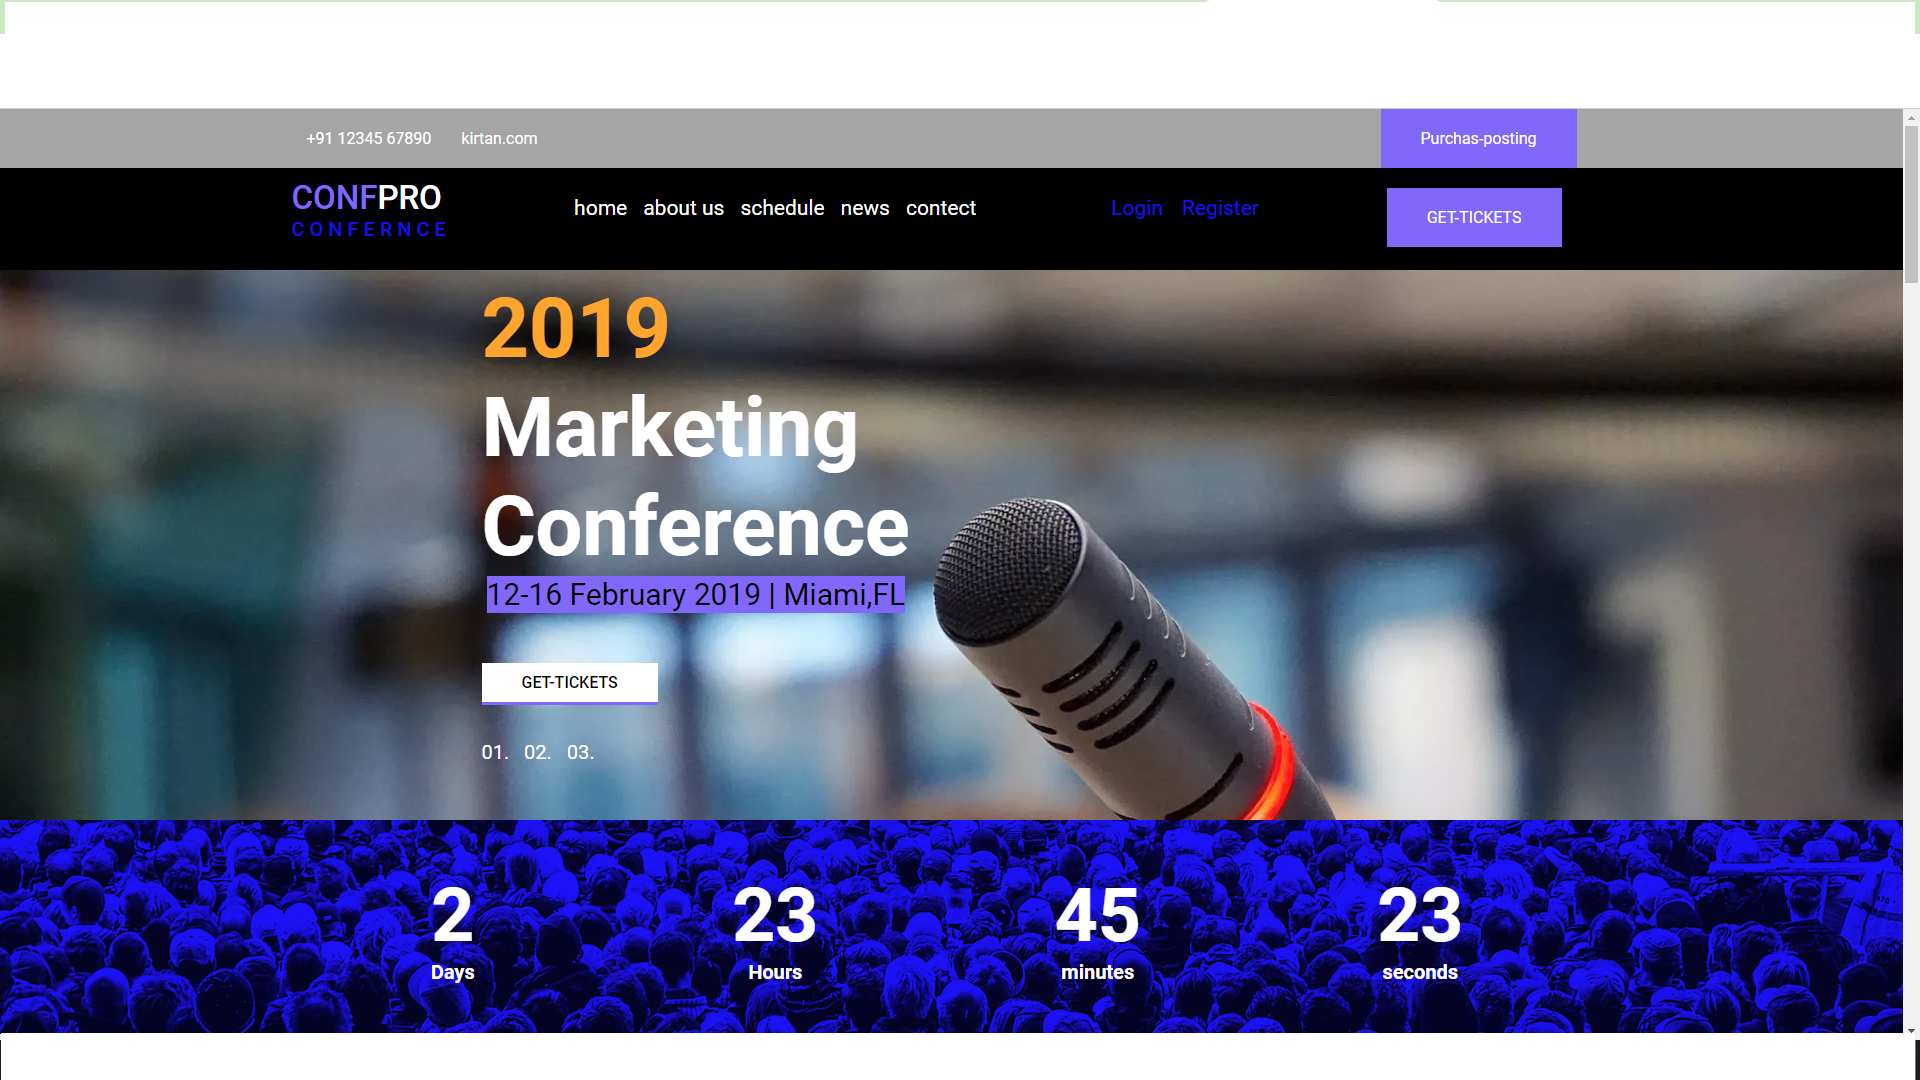 +91 12345 67890 kirtan.com Purchas-posting
CONFPRO
CONFERNCE
home about us schedule news contact Login Register GET-TICKETS
2019
Marketing
Conference
12-16 February 2019 | Miami,FL
GET-TICKETS
01. 02. 03.
2 23 45 23
Days Hours minutes seconds